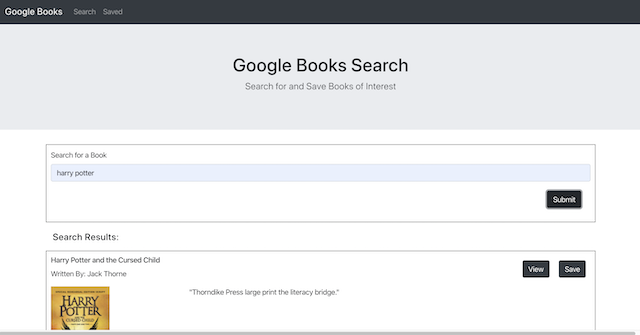 Google Books Search Saved
Google Books Search
Search for and Save Books of Interest
Search for a Book
harry potter
Submit
Search Results:
Harry Potter and the Cursed Child
View Save
Written By: Jack Thorne
"Thorndike Press large print the literacy bridge."
HARRY
POTTER